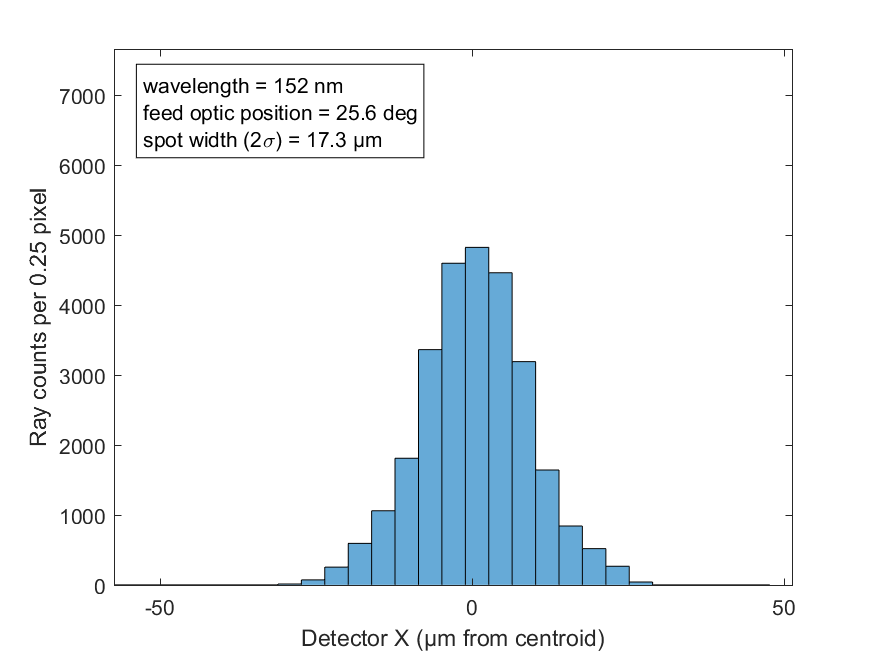 wavelength = 152 nm
feed optic position = 25.6 deg
spot width (2σ) = 17.3 µm
7000
6000
5000
4000
3000
2000
1000
0
Ray counts per 0.25 pixel
-50
0
50
Detector X (µm from centroid)